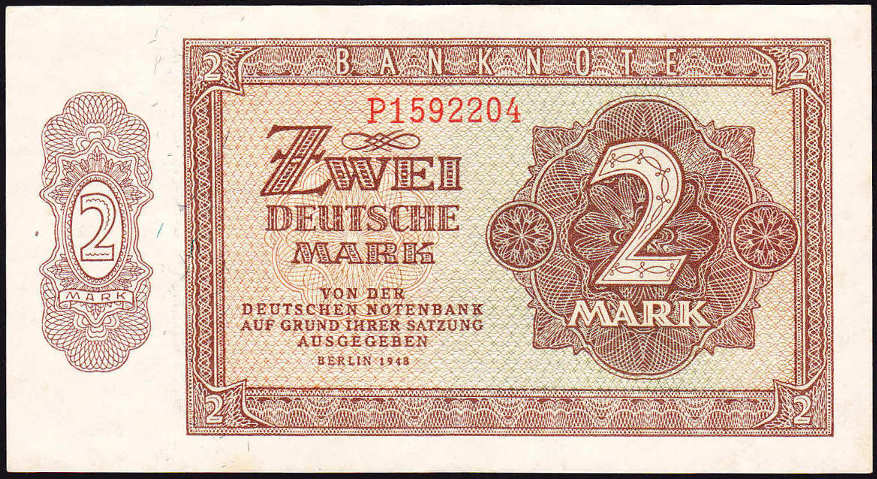 2 BANKNOTE 2
P1592204
ZWEI
DEUTSCHE
MARK
VON DER
DEUTSCHEN NOTENBANK
AUF GRUND IHRER SATZUNG
AUSGEGEBEN
BERLIN 1948
2
MARK
2
MARK
2 2